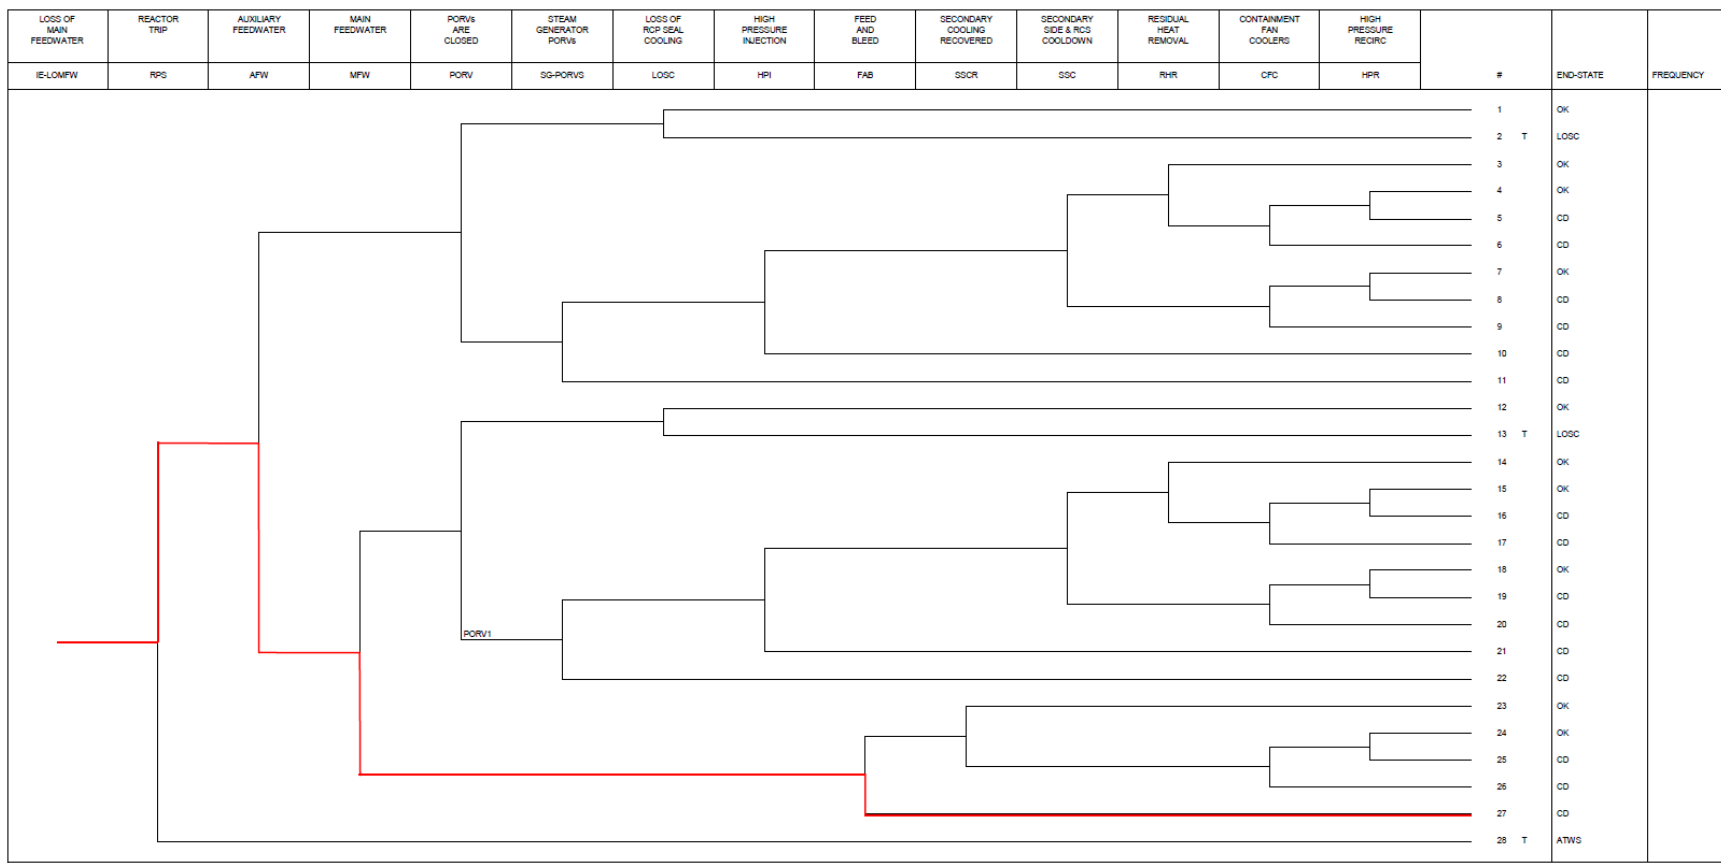 LOSS OF
MAIN
FEEDWATER
REACTOR
TRIP
AUXILIARY
FEEDWATER
MAIN
FEEDWATER
PORVs
ARE
CLOSED
STEAM
GENERATOR
PORVs
LOSS OF
RCP SEAL
COOLING
HIGH
PRESSURE
INJECTION
FEED
AND
BLEED
SECONDARY
COOLING
RECOVERED
SECONDARY
SIDE & RCS
COOLDOWN
RESIDUAL
HEAT
REMOVAL
CONTAINMENT
FAN
COOLERS
HIGH
PRESSURE
RECIRC
IE-LOMFW RPS AFW MFW PORV SG-PORVS LOSC HPI FAB SSCR SSC RHR CFC HPR # END-STATE FREQUENCY
1 OK
2 T LOSC
3 OK
4 OK
5 CD
6 CD
7 OK
8 CD
9 CD
10 CD
11 CD
12 OK
13 T LOSC
14 OK
15 OK
16 CD
17 CD
18 OK
19 CD
20 CD
PORV1
21 CD
22 CD
23 OK
24 OK
25 CD
26 CD
27 CD
28 T ATWS